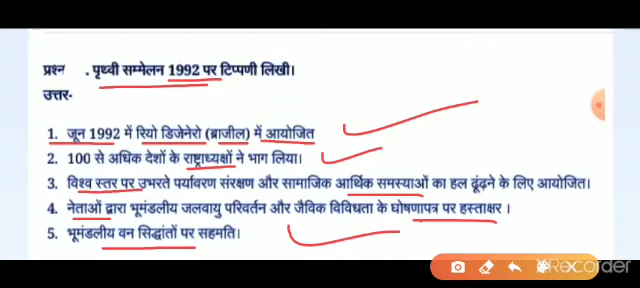 प्रश्न . पृथ्वी सम्मेलन 1992 पर टिप्पणी लिखी।
उत्तर-
1. जून 1992 में रियो डिजेनेरो (ब्राजील) में आयोजित
2. 100 से अधिक देशों के राष्ट्राध्यक्षों ने भाग लिया।
3. विश्व स्तर पर उभरते पर्यावरण संरक्षण और सामाजिक आर्थिक समस्याओं का हल ढूंढ़ने के लिए आयोजित।
4. नेताओं द्वारा भूमंडलीय जलवायु परिवर्तन और जैविक विविधता के घोषणापत्र पर हस्ताक्षर ।
5. भूमंडलीय वन सिद्धांतों पर सहमति।
Recorder